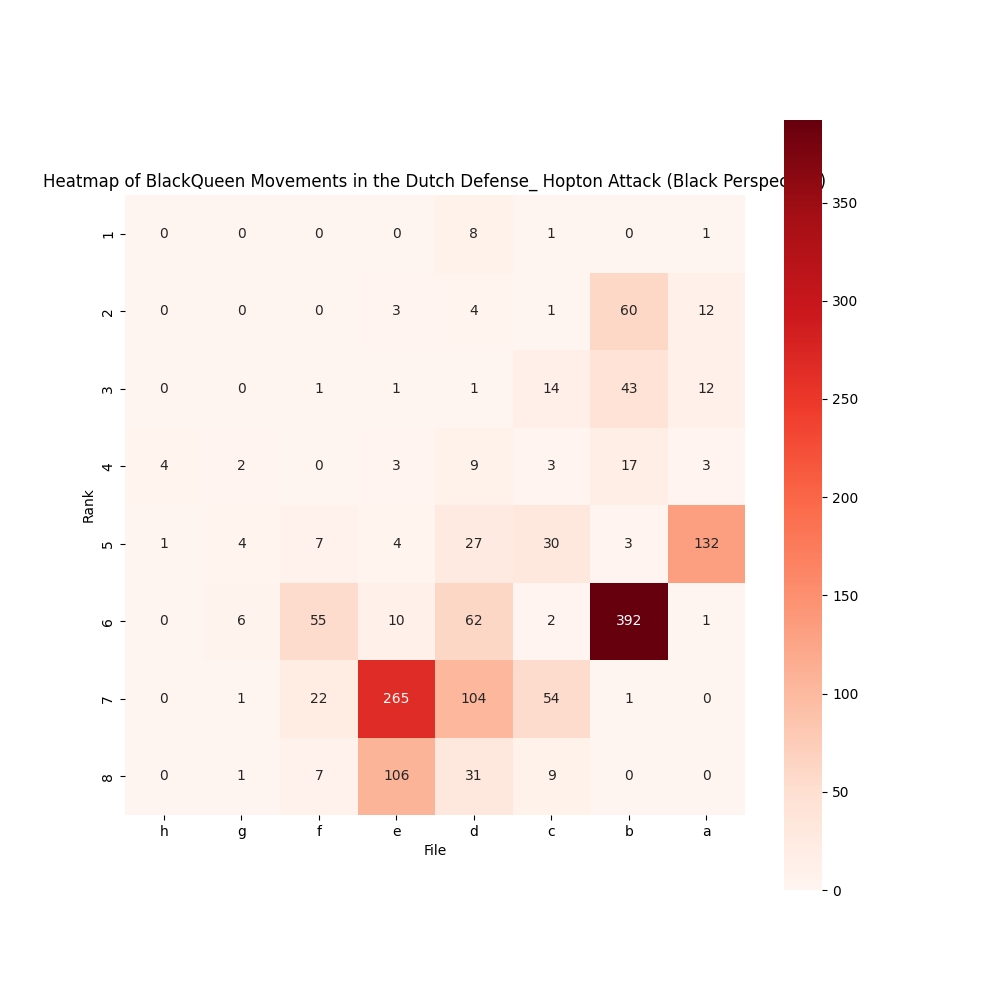 Heatmap of BlackQueen Movements in the Dutch Defense_ Hopton Attack (Black Perspec )
1 0 0 0 0 8 1 0 1
2 0 0 0 3 4 1 60 12
3 0 0 1 1 1 14 43 12
4 4 2 0 3 9 3 17 3
5 1 4 7 4 27 30 3 132
6 0 6 55 10 62 2 392 1
7 0 1 22 265 104 54 1 0
8 0 1 7 106 31 9 0 0
h g f e d c b a
Rank
File
350
300
250
200
150
100
50
0